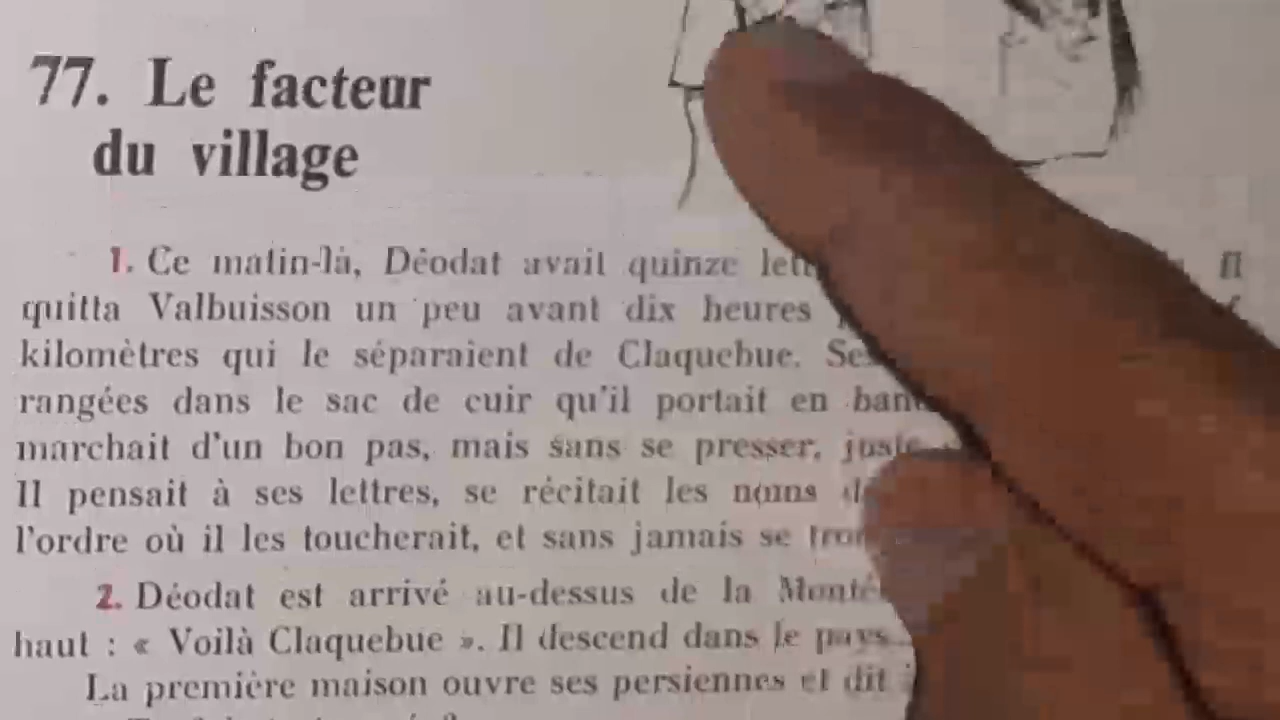 77. Le facteur
du village
1. Ce matin-là, Déodat avait quinze
quitta Valbuisson un peu avant dix heures
kilomètres qui le séparaient de Claquebue.
rangées dans le sac de cuir qu'il portait en
marchait d'un bon pas, mais sans se presser, juste
Il pensait à ses lettres, se récitait les noms
l'ordre où il les toucherait, et sans jamais se
2. Déodat est arrivé au-dessus de la
haut : « Voilà Claquebue ». Il descend dans le pays...
La première maison ouvre ses persiennes et dit